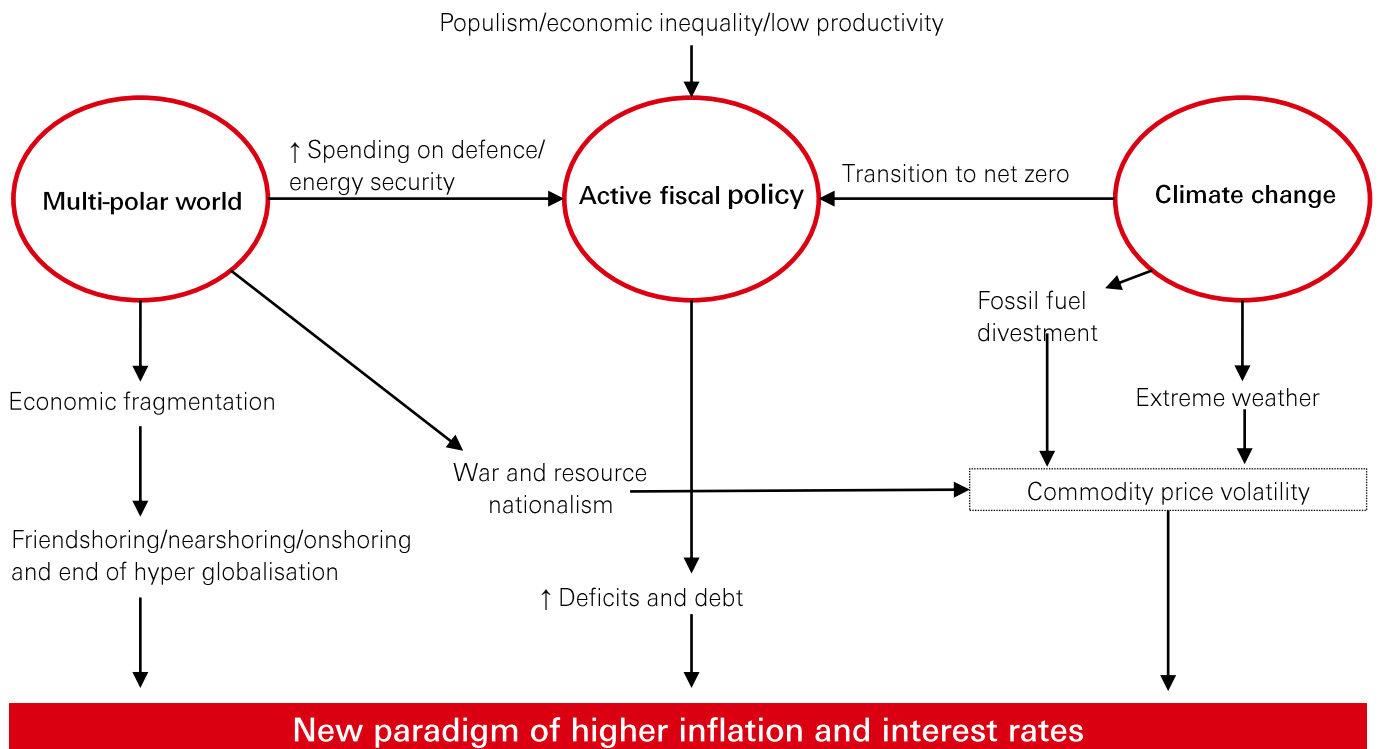 Populism/economic inequality/low productivity
↑ Spending on defence/
energy security
Transition to net zero
Multi-polar world
Active fiscal policy
Climate change
Fossil fuel
divestment
Economic fragmentation
Extreme weather
War and resource
nationalism
Commodity price volatility
Friendshoring/nearshoring/onshoring
and end of hyper globalisation
↑ Deficits and debt
New paradigm of higher inflation and interest rates